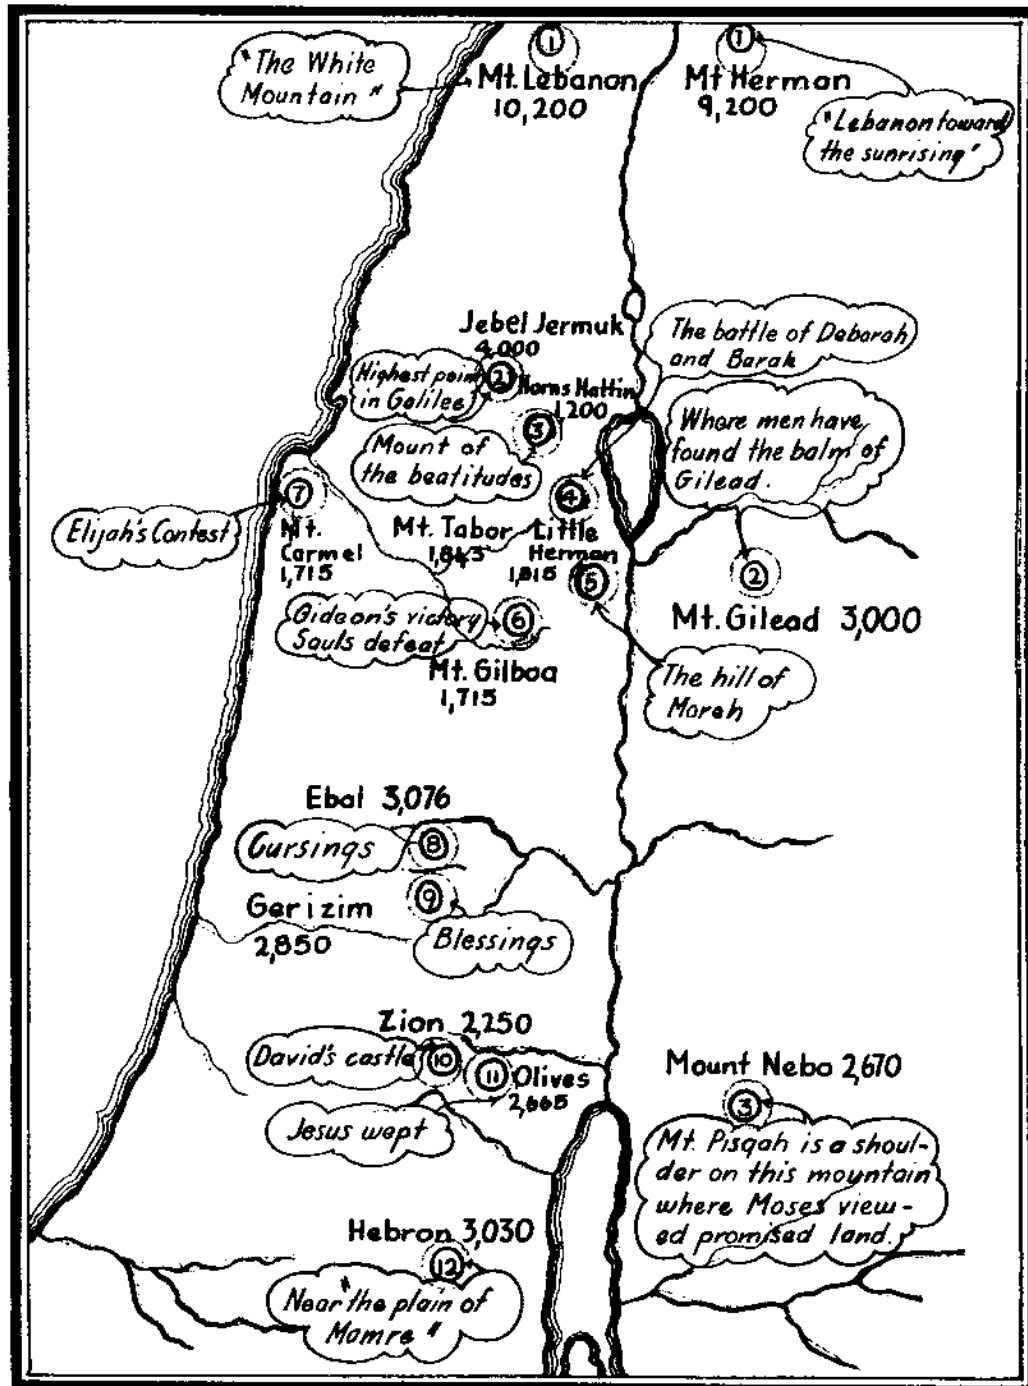 1
1
"The White
Mountain"
Mt. Lebanon
10,200
Mt Herman
9,200
"Lebanon toward
the sunrising"
Jebel Jermuk
4,000
Highest point
in Galilee
2
Horns Hattin
1,200
3
Mount of
the beatitudes
The battle of Deborah
and Barak
Where men have
found the balm of
Gilead.
7
Elijah's Contest
Mt.
Carmel
1,715
4
Mt. Tabor
1,843
Little
Herman
1,815
5
2
Mt. Gilead 3,000
Gideon's victory
Sauls defeat
6
Mt. Gilboa
1,715
The hill of
Moreh
Ebal 3,076
Cursings
8
Gerizim
2,850
9
Blessings
Zion 2,250
David's castle
10
11
Olives
2,665
Jesus wept
Mount Nebo 2,670
3
Mt. Pisgah is a shoul-
der on this mountain
where Moses view-
ed promised land.
Hebron 3,030
12
Near "the plain of
Mamre"